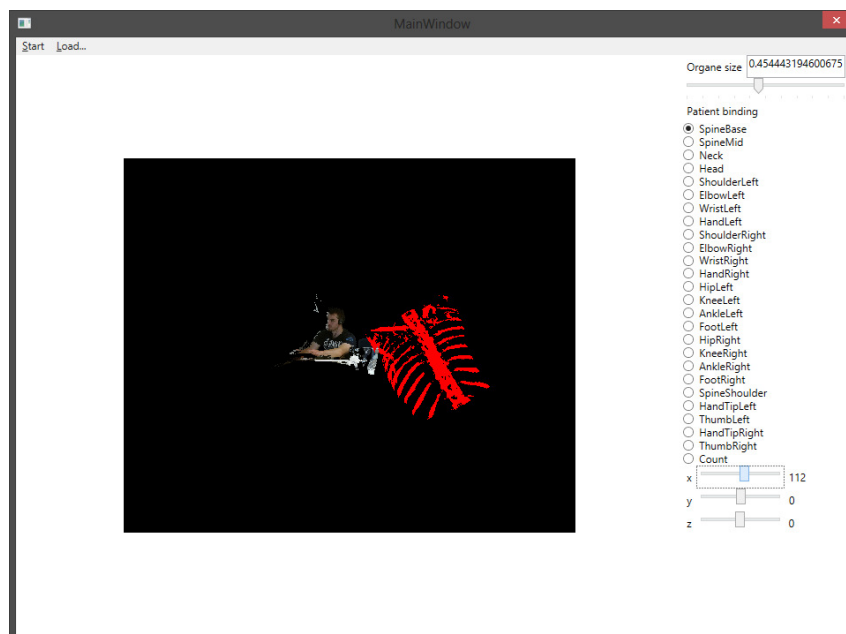 MainWindow
Start Load...
Organe size 0.454443194600675
Patient binding
SpineBase
SpineMid
Neck
Head
ShoulderLeft
ElbowLeft
WristLeft
HandLeft
ShoulderRight
ElbowRight
WristRight
HandRight
HipLeft
KneeLeft
AnkleLeft
FootLeft
HipRight
KneeRight
AnkleRight
FootRight
SpineShoulder
HandTipLeft
ThumbLeft
HandTipRight
ThumbRight
Count
x 112
y 0
z 0